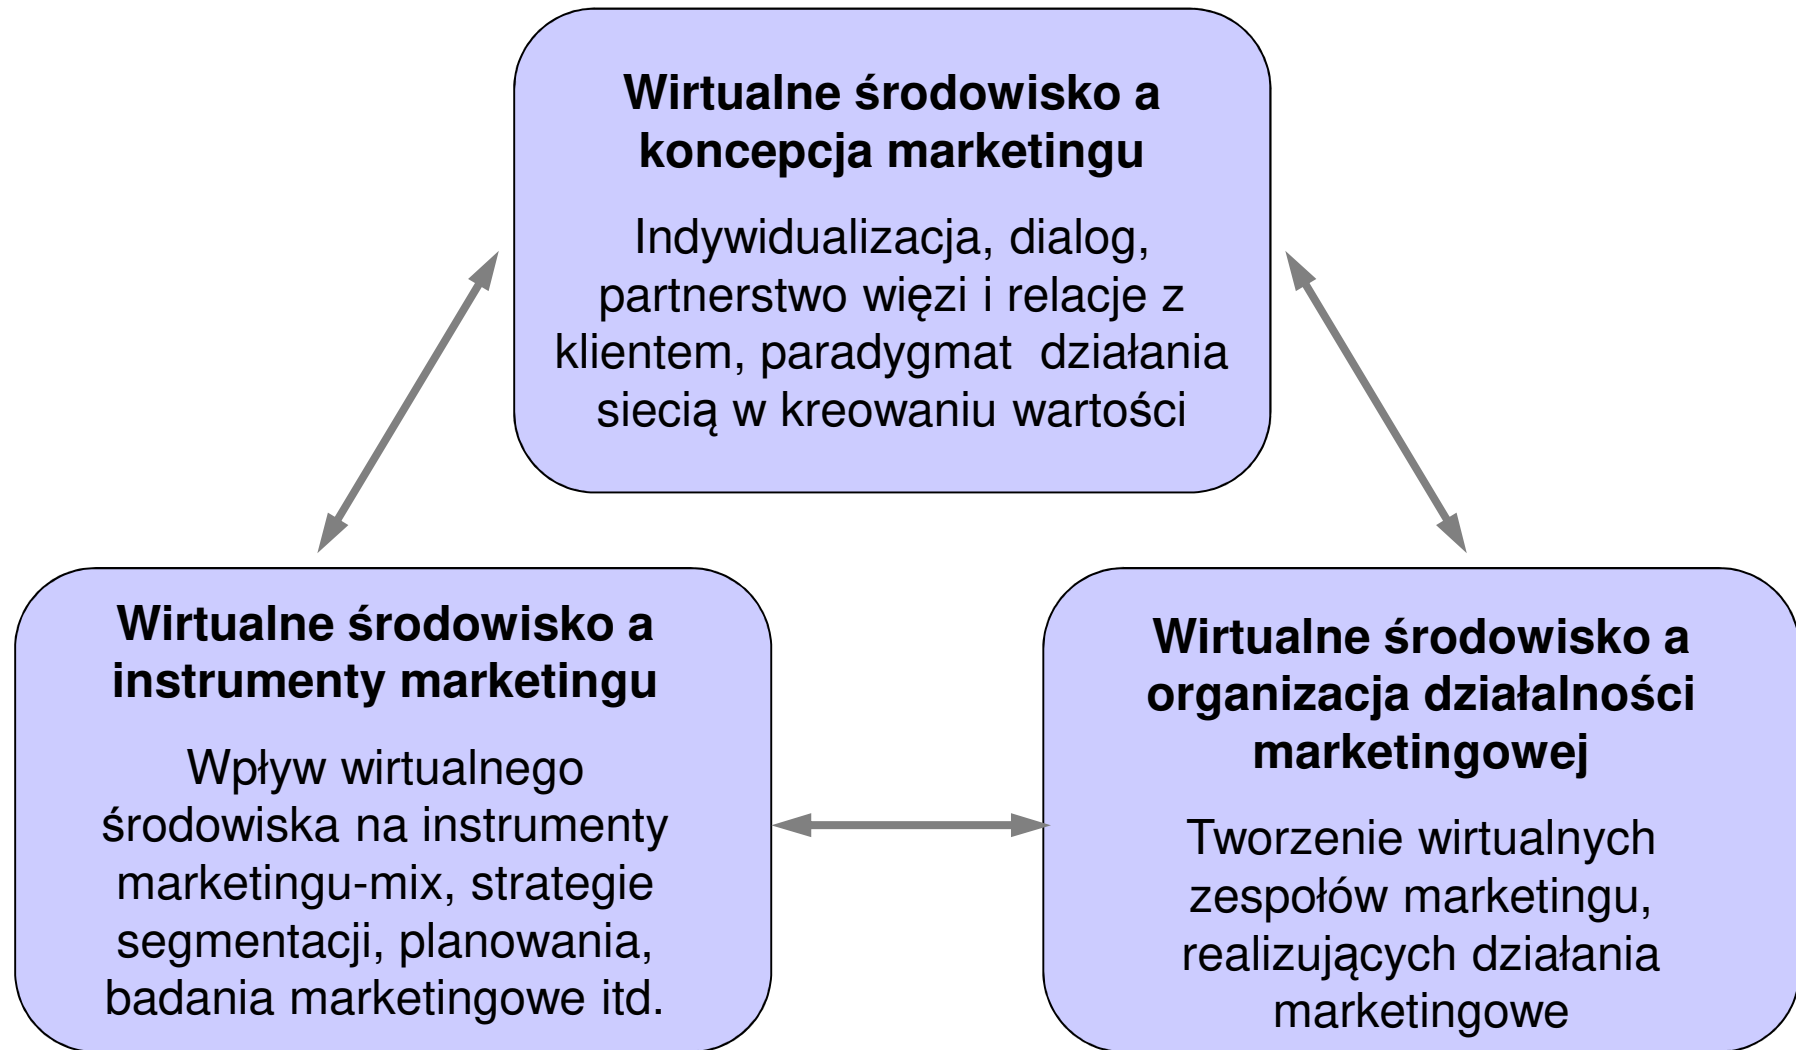 Wirtualne środowisko a
koncepcja marketingu
Indywidualizacja, dialog,
partnerstwo więzi i relacje z
klientem, paradygmat  działania
siecią w kreowaniu wartości
Wirtualne środowisko a
instrumenty marketingu
Wpływ wirtualnego
środowiska na instrumenty
marketingu-mix, strategie
segmentacji, planowania,
badania marketingowe itd.
Wirtualne środowisko a
organizacja działalności
marketingowej
Tworzenie wirtualnych
zespołów marketingu,
realizujących działania
marketingowe